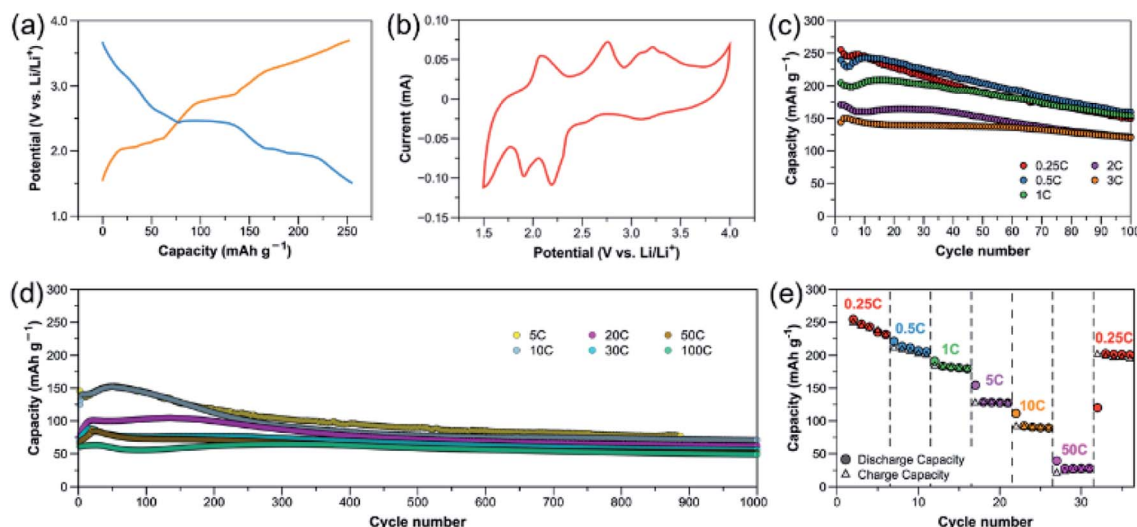 (a)
4.0
3.0
2.0
1.0
Potential (V vs. Li/Li⁺)
0 50 100 150 200 250
Capacity (mAh g⁻¹)
(b)
0.10
0.05
0
−0.05
−0.10
−0.15
Current (mA)
1.5 2.0 2.5 3.0 3.5 4.0
Potential (V vs. Li/Li⁺)
(c)
300
250
200
150
100
50
0
Capacity (mAh g⁻¹)
0.25C 2C
0.5C 3C
1C
0 10 20 30 40 50 60 70 80 90 100
Cycle number
(d)
300
250
200
150
100
50
0
Capacity (mAh g⁻¹)
5C 20C 50C
10C 30C 100C
0 100 200 300 400 500 600 700 800 900 1000
Cycle number
(e)
300
250
200
150
100
50
0
Capacity (mAh g⁻¹)
0.25C
0.5C
1C
5C
10C
50C
0.25C
Discharge Capacity
Charge Capacity
0 10 20 30
Cycle number